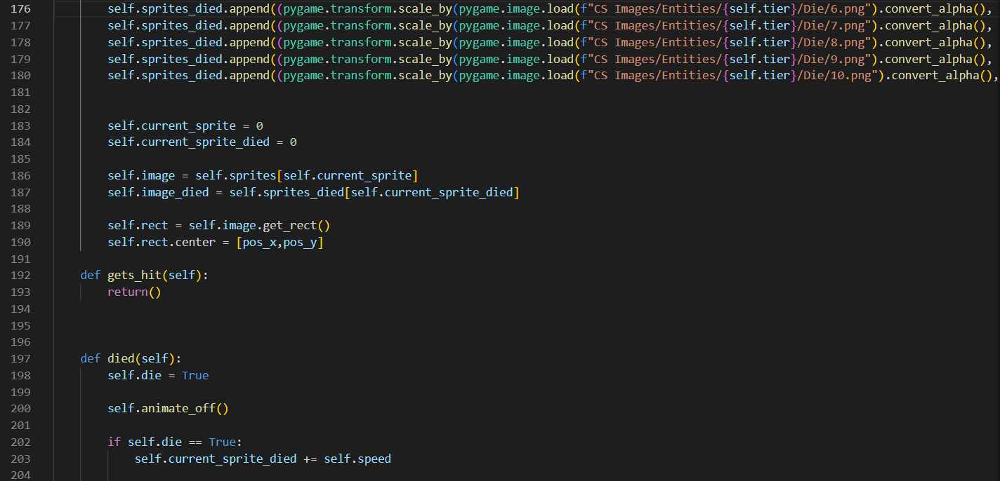 176 self.sprites_died.append((pygame.transform.scale_by(pygame.image.load(f"CS Images/Entities/{self.tier}/Die/6.png").convert_alpha(),
177 self.sprites_died.append((pygame.transform.scale_by(pygame.image.load(f"CS Images/Entities/{self.tier}/Die/7.png").convert_alpha(),
178 self.sprites_died.append((pygame.transform.scale_by(pygame.image.load(f"CS Images/Entities/{self.tier}/Die/8.png").convert_alpha(),
179 self.sprites_died.append((pygame.transform.scale_by(pygame.image.load(f"CS Images/Entities/{self.tier}/Die/9.png").convert_alpha(),
180 self.sprites_died.append((pygame.transform.scale_by(pygame.image.load(f"CS Images/Entities/{self.tier}/Die/10.png").convert_alpha(),
181
182
183 self.current_sprite = 0
184 self.current_sprite_died = 0
185
186 self.image = self.sprites[self.current_sprite]
187 self.image_died = self.sprites_died[self.current_sprite_died]
188
189 self.rect = self.image.get_rect()
190 self.rect.center = [pos_x,pos_y]
191
192 def gets_hit(self):
193 return()
194
195
196
197 def died(self):
198 self.die = True
199
200 self.animate_off()
201
202 if self.die == True:
203 self.current_sprite_died += self.speed
204